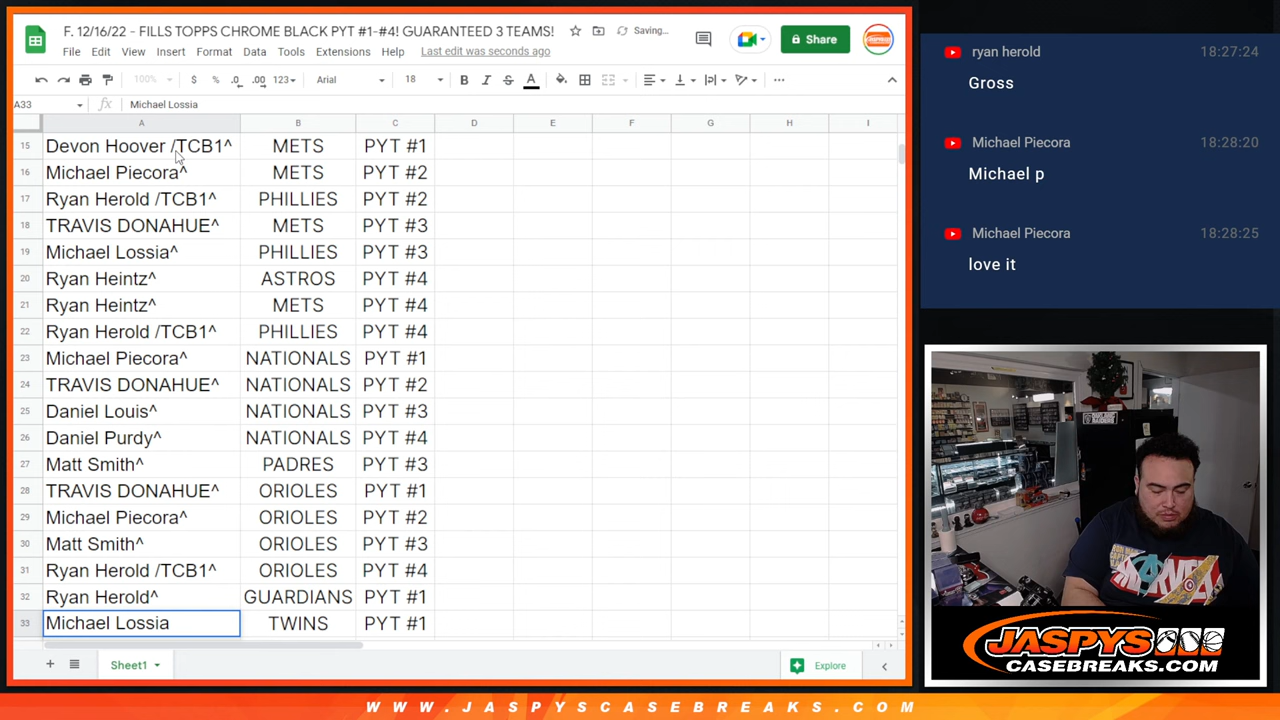 F. 12/16/22 - FILLS TOPPS CHROME BLACK PYT #1-#4! GUARANTEED 3 TEAMS!
Saving...
Share
File Edit View Insert Format Data Tools Extensions Help Last edit was seconds ago
100% $ % .0 .00 123 Arial 18 B I S A
A33 fx Michael Lossia
A B C D E F G H I
15 Devon Hoover /TCB1^ METS PYT #1
16 Michael Piecora^ METS PYT #2
17 Ryan Herold /TCB1^ PHILLIES PYT #2
18 TRAVIS DONAHUE^ METS PYT #3
19 Michael Lossia^ PHILLIES PYT #3
20 Ryan Heintz^ ASTROS PYT #4
21 Ryan Heintz^ METS PYT #4
22 Ryan Herold /TCB1^ PHILLIES PYT #4
23 Michael Piecora^ NATIONALS PYT #1
24 TRAVIS DONAHUE^ NATIONALS PYT #2
25 Daniel Louis^ NATIONALS PYT #3
26 Daniel Purdy^ NATIONALS PYT #4
27 Matt Smith^ PADRES PYT #3
28 TRAVIS DONAHUE^ ORIOLES PYT #1
29 Michael Piecora^ ORIOLES PYT #2
30 Matt Smith^ ORIOLES PYT #3
31 Ryan Herold /TCB1^ ORIOLES PYT #4
32 Ryan Herold^ GUARDIANS PYT #1
33 Michael Lossia TWINS PYT #1
Sheet1
Explore
ryan herold 18:27:24
Gross
Michael Piecora 18:28:20
Michael p
Michael Piecora 18:28:25
love it
MARVEL
JASPYS
CASEBREAKS.COM
WWW.JASPYSCASEBREAKS.COM